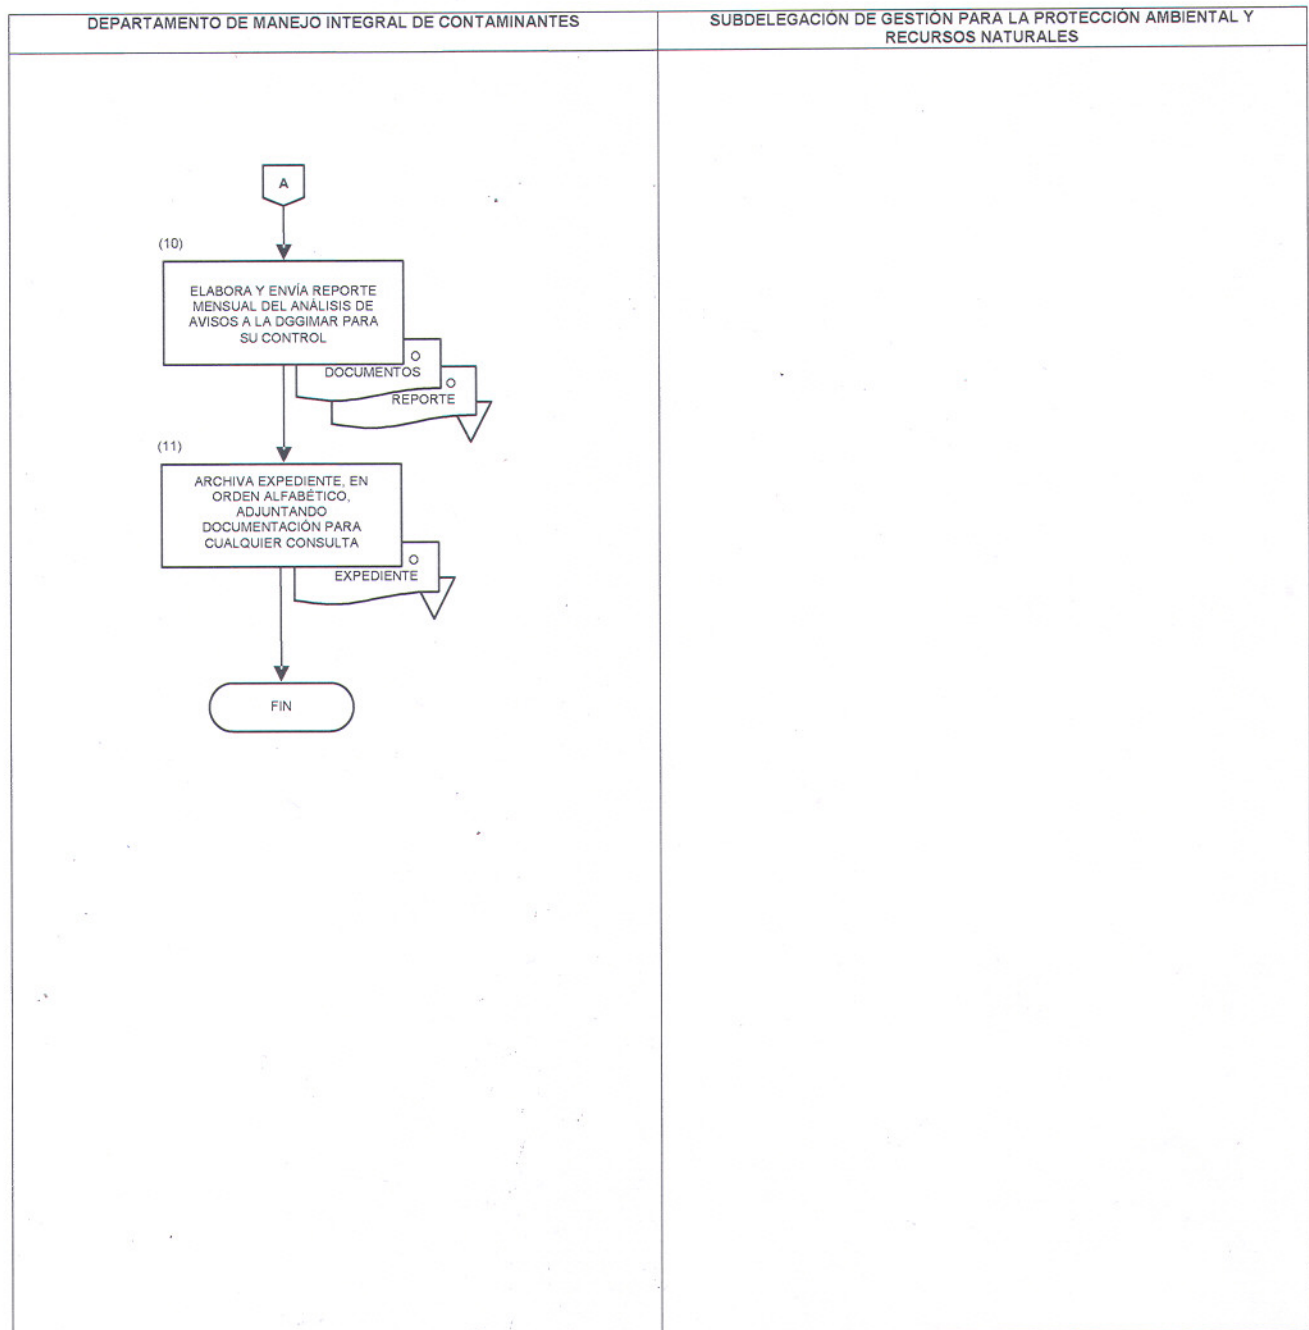 DEPARTAMENTO DE MANEJO INTEGRAL DE CONTAMINANTES
SUBDELEGACIÓN DE GESTIÓN PARA LA PROTECCIÓN AMBIENTAL Y
RECURSOS NATURALES
A
(10)
ELABORA Y ENVÍA REPORTE
MENSUAL DEL ANÁLISIS DE
AVISOS A LA DGGIMAR PARA
SU CONTROL
O
DOCUMENTOS
O
REPORTE
(11)
ARCHIVA EXPEDIENTE, EN
ORDEN ALFABÉTICO,
ADJUNTANDO
DOCUMENTACIÓN PARA
CUALQUIER CONSULTA
O
EXPEDIENTE
FIN